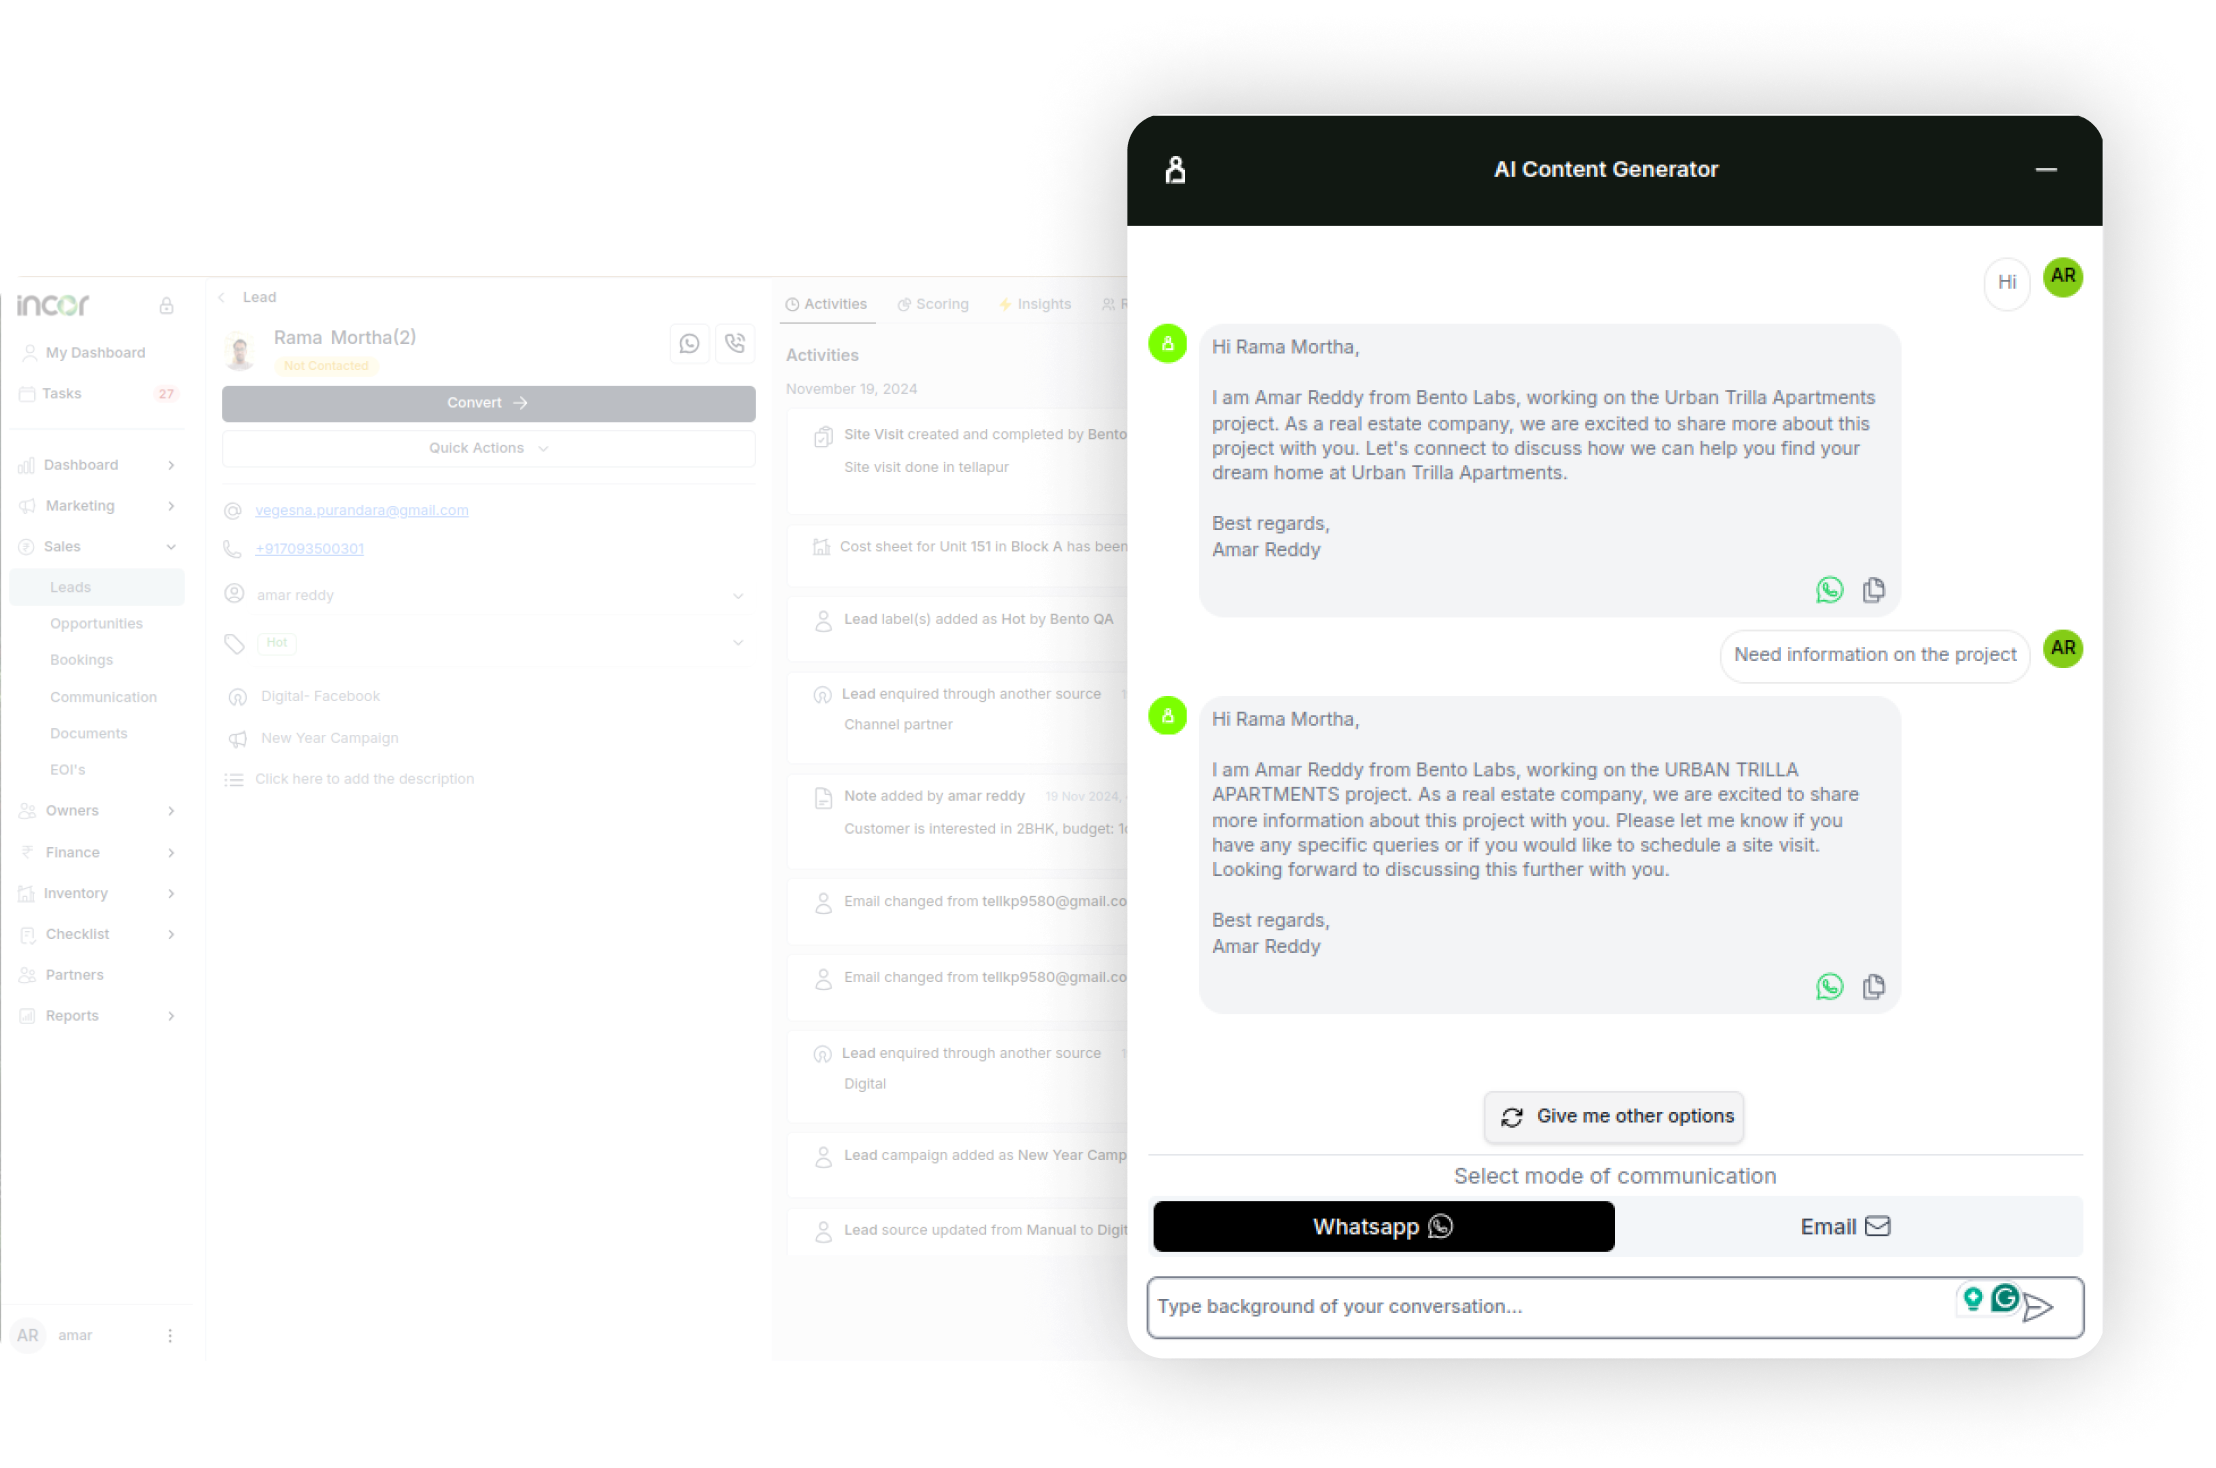 incor
My Dashboard
Tasks 27
Dashboard
Marketing
Sales
Leads
Opportunities
Bookings
Communication
Documents
EOI's
Owners
Finance
Inventory
Checklist
Partners
Reports
AR amar
Lead
Rama Mortha(2)
Not Contacted
Convert
Quick Actions
vegesna.purandara@gmail.com
+917093500301
amar reddy
Hot
Digital- Facebook
New Year Campaign
Click here to add the description
Activities Scoring Insights
Activities
November 19, 2024
Site Visit created and completed by Bento
Site visit done in tellapur
Cost sheet for Unit 151 in Block A has been
Lead label(s) added as Hot by Bento QA
Lead enquired through another source
Channel partner
Note added by amar reddy 19 Nov 2024,
Customer is interested in 2BHK, budget:
Email changed from tellkp9580@gmail.co
Email changed from tellkp9580@gmail.co
Lead enquired through another source
Digital
Lead campaign added as New Year Camp
Lead source updated from Manual to Digit
AI Content Generator
Hi AR
Hi Rama Mortha,
I am Amar Reddy from Bento Labs, working on the Urban Trilla Apartments
project. As a real estate company, we are excited to share more about this
project with you. Let's connect to discuss how we can help you find your
dream home at Urban Trilla Apartments.
Best regards,
Amar Reddy
Need information on the project AR
Hi Rama Mortha,
I am Amar Reddy from Bento Labs, working on the URBAN TRILLA
APARTMENTS project. As a real estate company, we are excited to share
more information about this project with you. Please let me know if you
have any specific queries or if you would like to schedule a site visit.
Looking forward to discussing this further with you.
Best regards,
Amar Reddy
Give me other options
Select mode of communication
Whatsapp Email
Type background of your conversation...